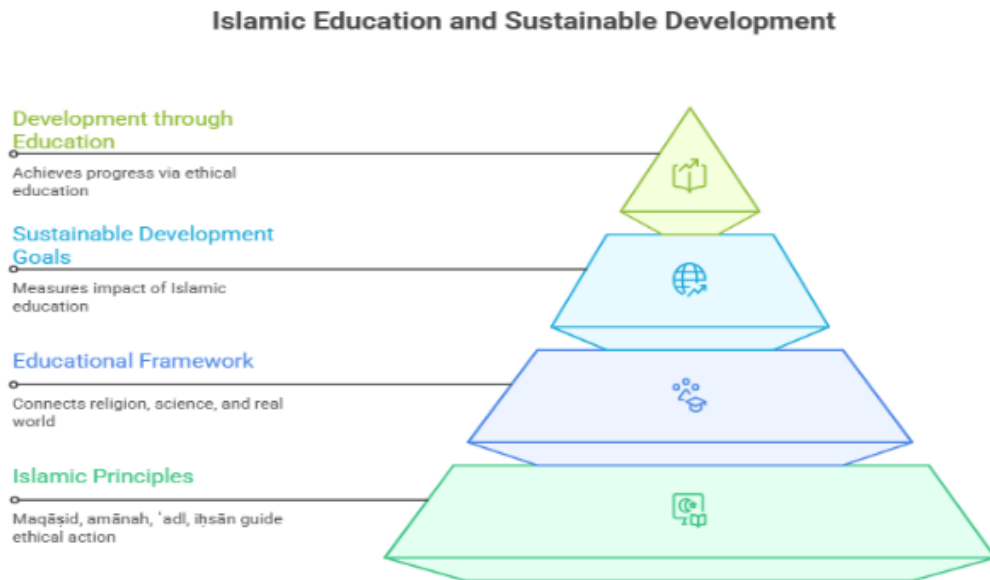 Islamic Education and Sustainable Development
Development through
Education
Achieves progress via ethical
education
Sustainable Development
Goals
Measures impact of Islamic
education
Educational Framework
Connects religion, science, and real
world
Islamic Principles
Maqāṣid, amānah, ʿadl, iḥsān guide
ethical action